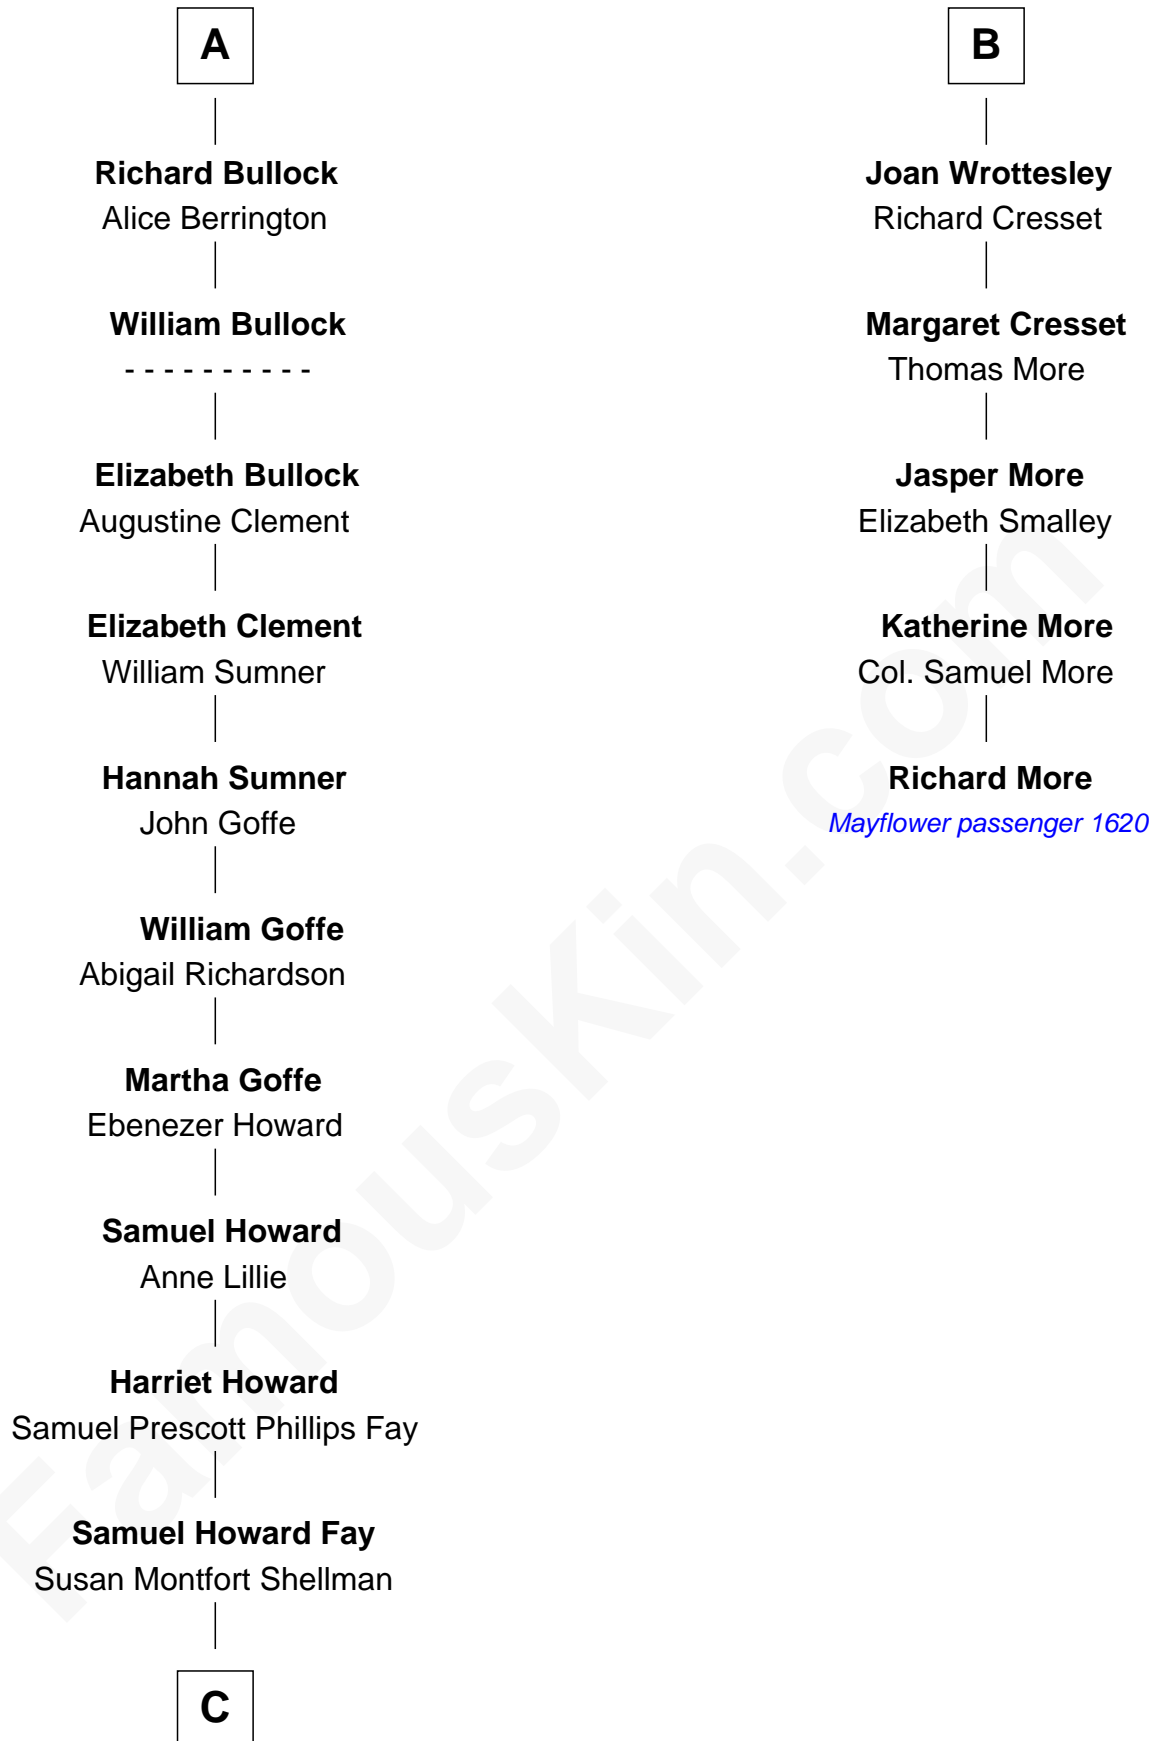 A
Richard Bullock
Alice Berrington
William Bullock
- - - - - - - - - -
Elizabeth Bullock
Augustine Clement
Elizabeth Clement
William Sumner
Hannah Sumner
John Goffe
William Goffe
Abigail Richardson
Martha Goffe
Ebenezer Howard
Samuel Howard
Anne Lillie
Harriet Howard
Samuel Prescott Phillips Fay
Samuel Howard Fay
Susan Montfort Shellman
C
B
Joan Wrottesley
Richard Cresset
Margaret Cresset
Thomas More
Jasper More
Elizabeth Smalley
Katherine More
Col. Samuel More
Richard More
Mayflower passenger 1620
FamousKin.com